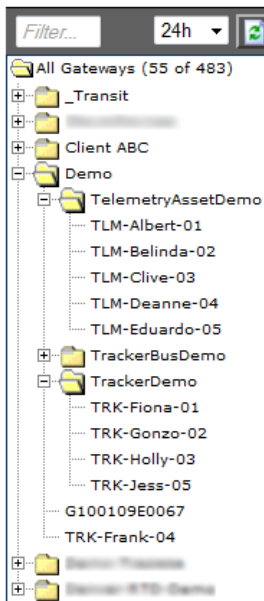 Filter...
24h
All Gateways (55 of 483)
_Transit
Client ABC
Demo
TelemetryAssetDemo
TLM-Albert-01
TLM-Belinda-02
TLM-Clive-03
TLM-Deanne-04
TLM-Eduardo-05
TrackerBusDemo
TrackerDemo
TRK-Fiona-01
TRK-Gonzo-02
TRK-Holly-03
TRK-Jess-05
G100109E0067
TRK-Frank-04